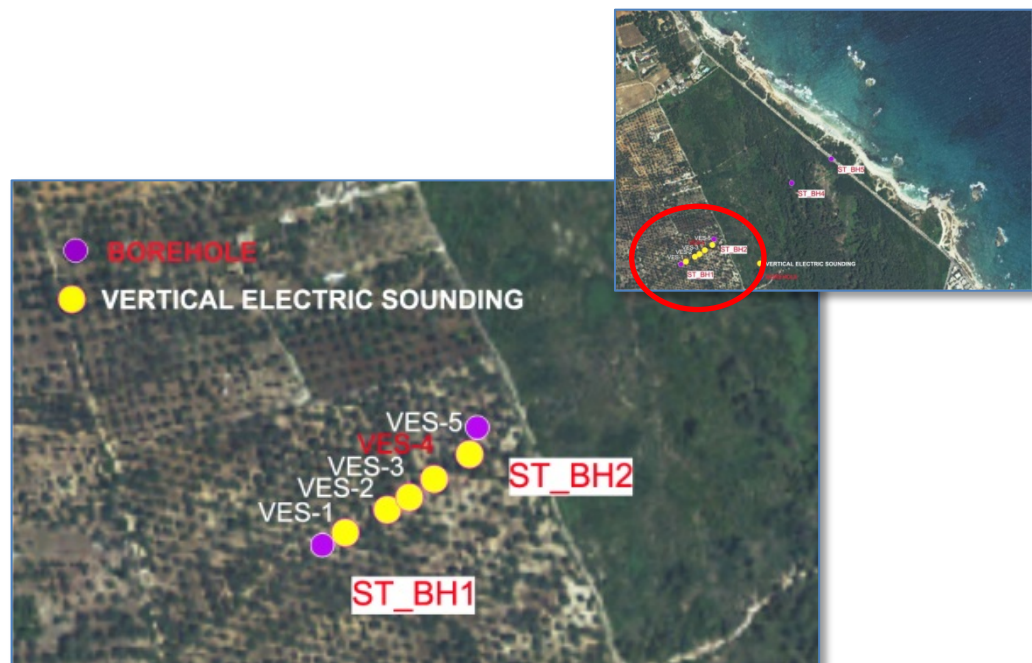 ST_BH5
ST_BH4
ST_BH2
VERTICAL ELECTRIC SOUNDING
ST_BH1
BOREHOLE
VERTICAL ELECTRIC SOUNDING
VES-5
VES-4
VES-3
VES-2
VES-1
ST_BH2
ST_BH1